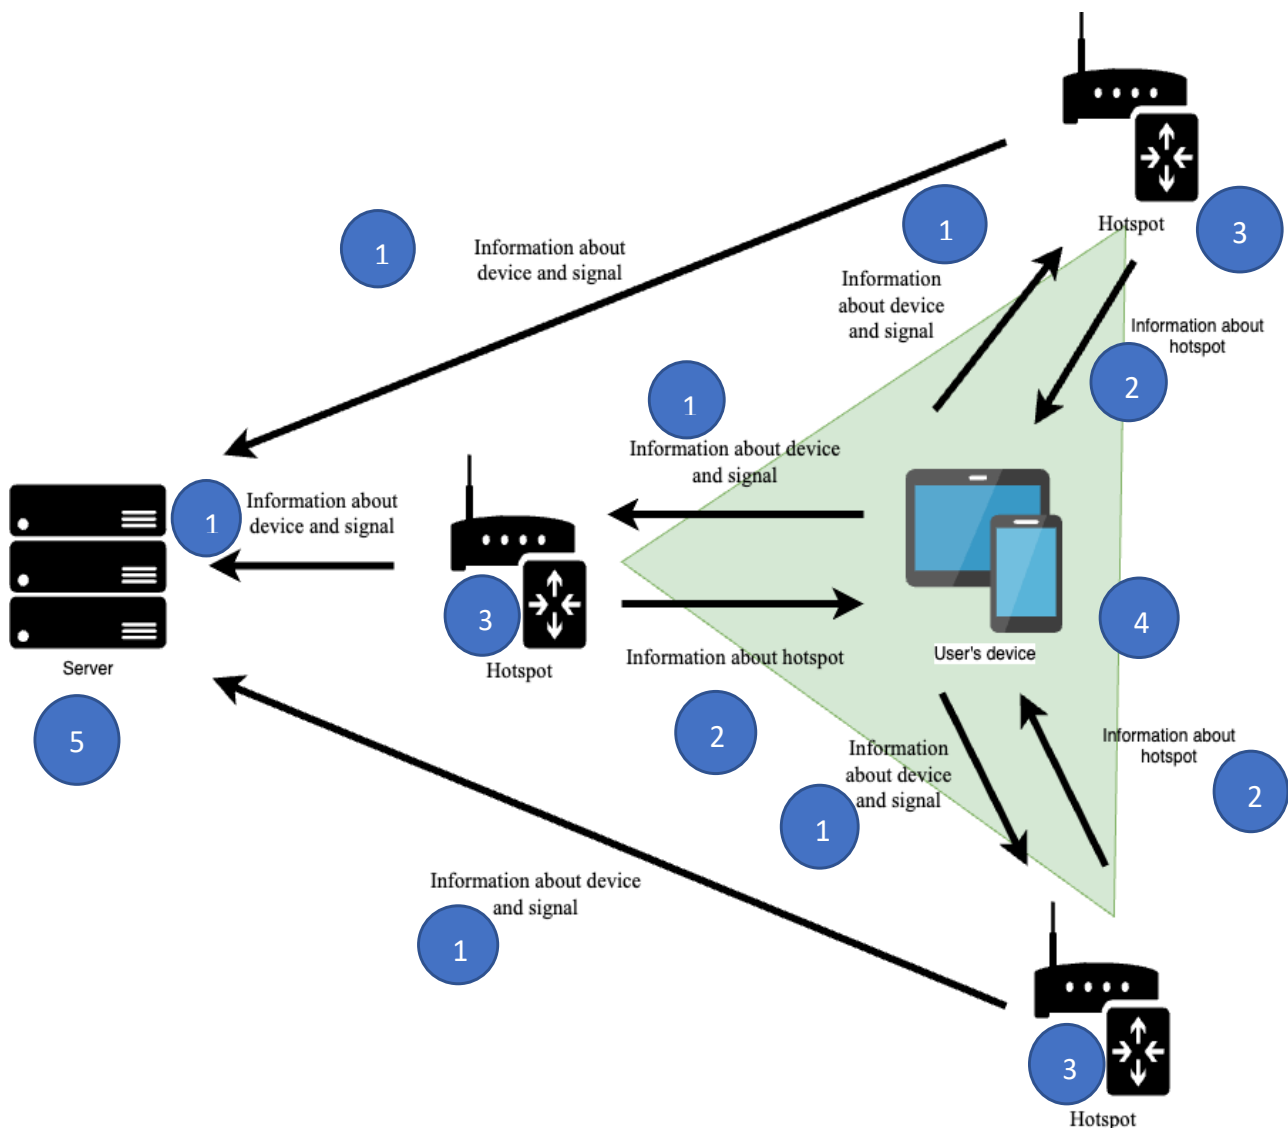 Hotspot
3
1
1
Information about
device and signal
Information
about device
and signal
Information about
hotspot
2
1
Information about device
and signal
1
Information about
device and signal
3
Hotspot
Server
5
Information about hotspot
2
User's device
4
Information
about device
and signal
1
Information about
hotspot
2
Information about device
and signal
1
3
Hotspot